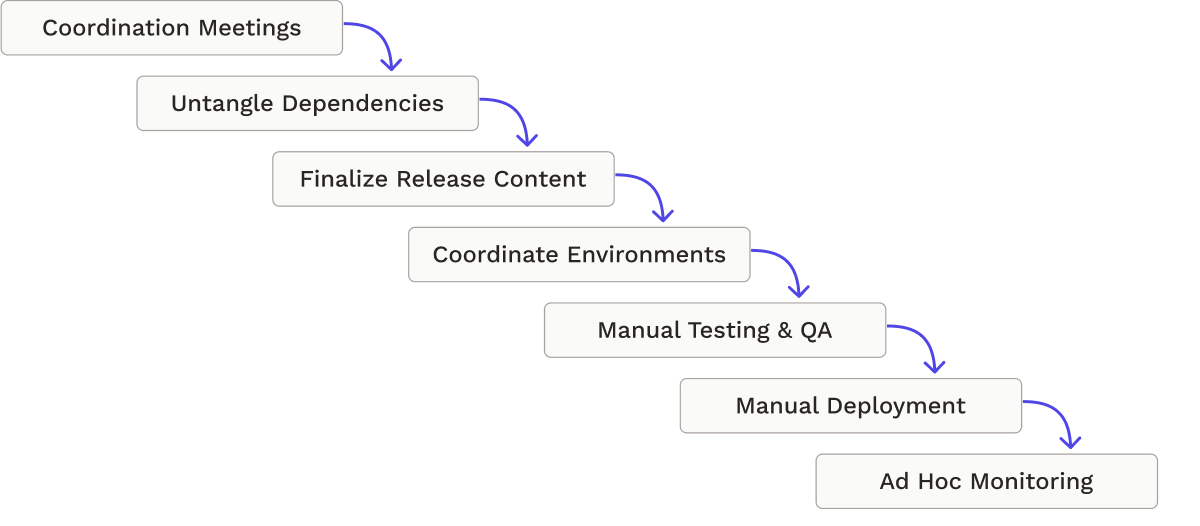 Coordination Meetings
Untangle Dependencies
Finalize Release Content
Coordinate Environments
Manual Testing & QA
Manual Deployment
Ad Hoc Monitoring